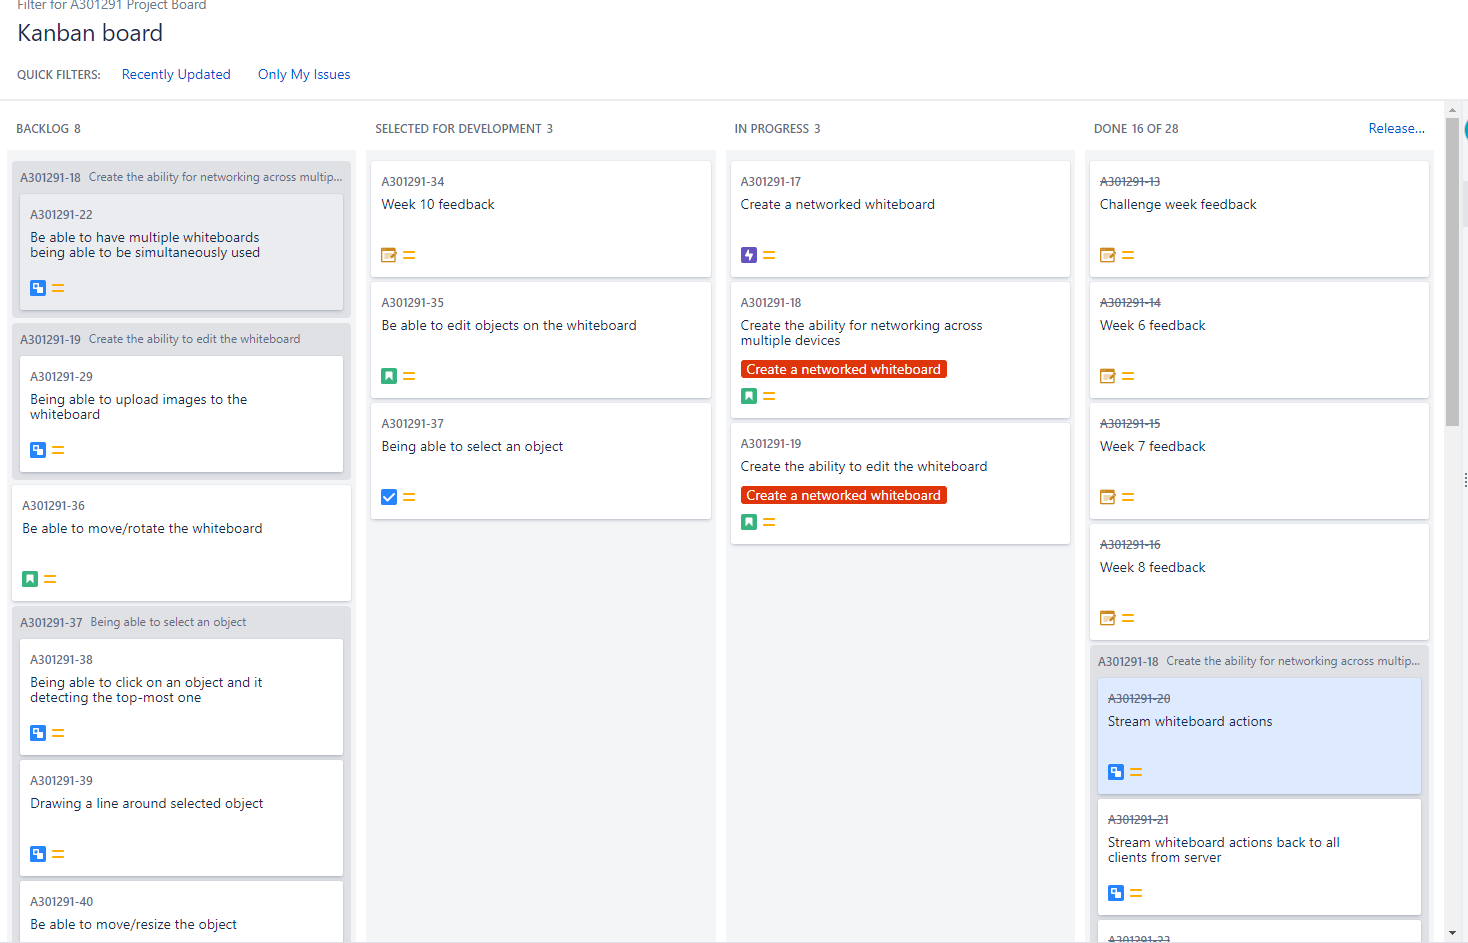 Filter for A301291 Project Board
Kanban board
QUICK FILTERS: Recently Updated Only My Issues
BACKLOG 8
A301291-18 Create the ability for networking across multip...
A301291-22
Be able to have multiple whiteboards
being able to be simultaneously used
A301291-19 Create the ability to edit the whiteboard
A301291-29
Being able to upload images to the
whiteboard
A301291-36
Be able to move/rotate the whiteboard
A301291-37 Being able to select an object
A301291-38
Being able to click on an object and it
detecting the top-most one
A301291-39
Drawing a line around selected object
A301291-40
Be able to move/resize the object
SELECTED FOR DEVELOPMENT 3
A301291-34
Week 10 feedback
A301291-35
Be able to edit objects on the whiteboard
A301291-37
Being able to select an object
IN PROGRESS 3
A301291-17
Create a networked whiteboard
A301291-18
Create the ability for networking across
multiple devices
Create a networked whiteboard
A301291-19
Create the ability to edit the whiteboard
Create a networked whiteboard
DONE 16 OF 28 Release...
A301291-13
Challenge week feedback
A301291-14
Week 6 feedback
A301291-15
Week 7 feedback
A301291-16
Week 8 feedback
A301291-18 Create the ability for networking across multip...
A301291-20
Stream whiteboard actions
A301291-21
Stream whiteboard actions back to all
clients from server
A301291-23